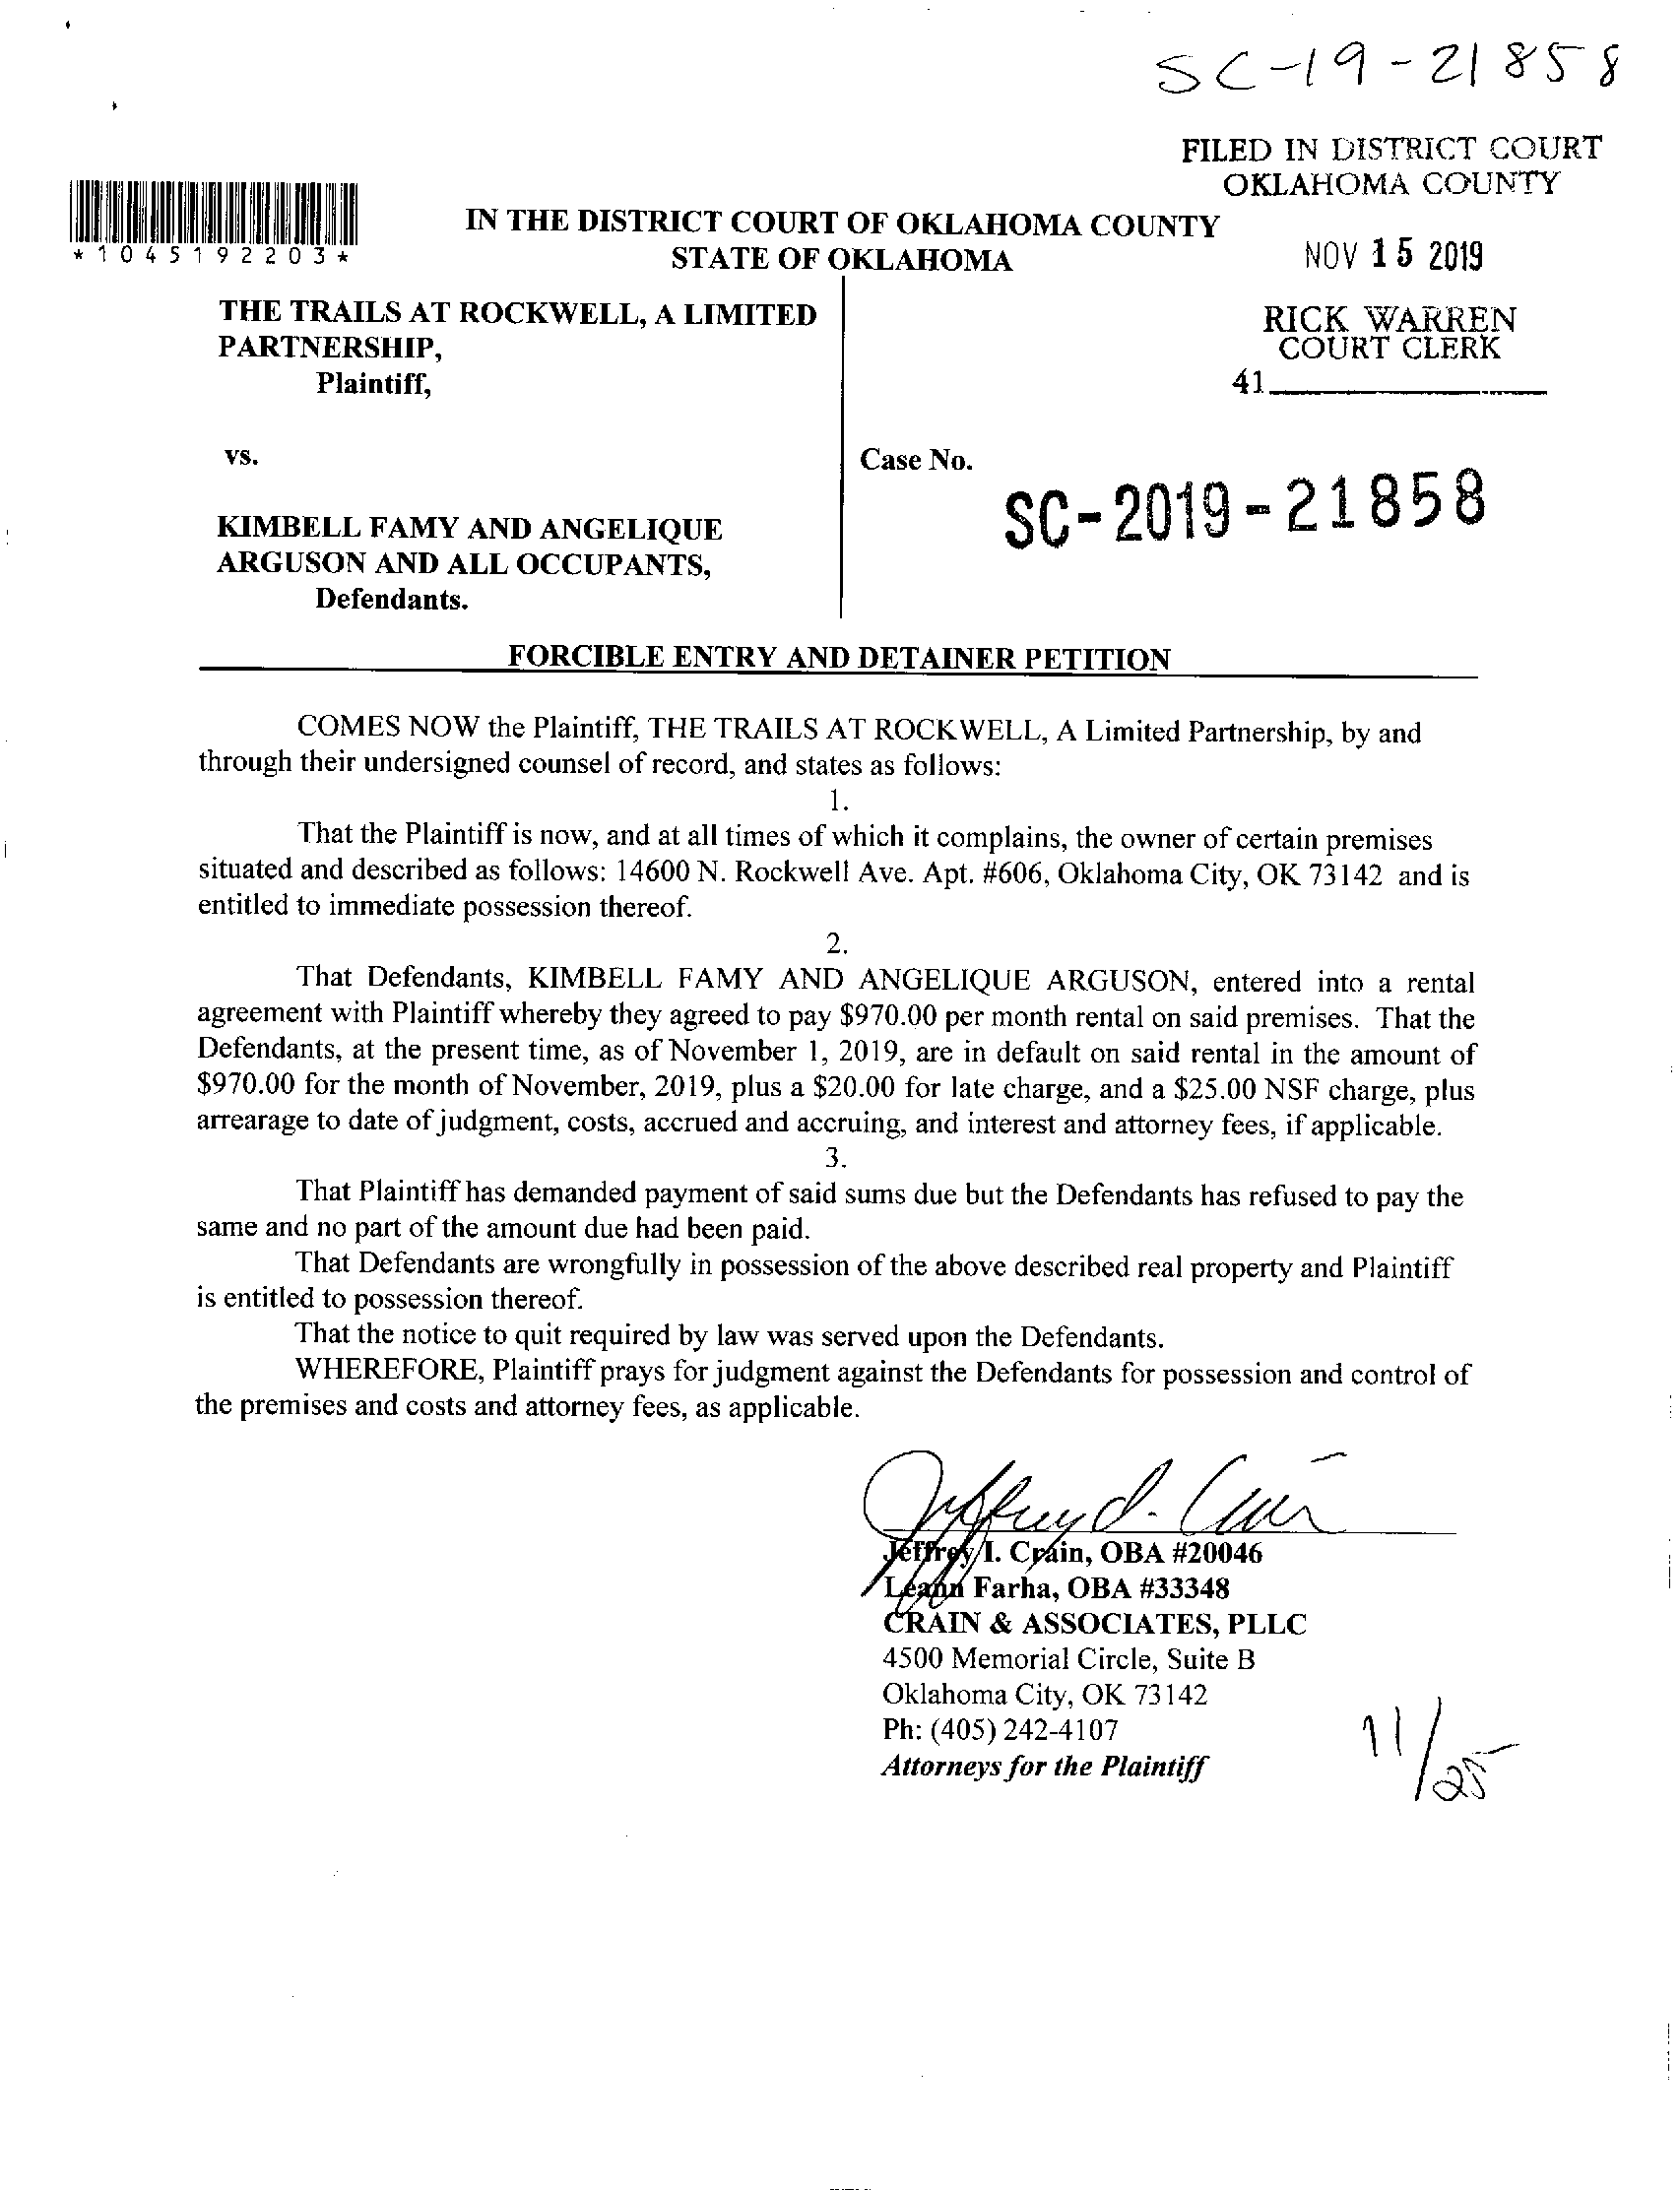 SC-19-21858
FILED IN DISTRICT COURT
OKLAHOMA COUNTY
*1045192203*
IN THE DISTRICT COURT OF OKLAHOMA COUNTY
STATE OF OKLAHOMA
NOV 15 2019
THE TRAILS AT ROCKWELL, A LIMITED
PARTNERSHIP,
Plaintiff,
RICK WARREN
COURT CLERK
41
vs.
Case No.
SC-2019-21858
KIMBELL FAMY AND ANGELIQUE
ARGUSON AND ALL OCCUPANTS,
Defendants.
FORCIBLE ENTRY AND DETAINER PETITION
COMES NOW the Plaintiff, THE TRAILS AT ROCKWELL, A Limited Partnership, by and
through their undersigned counsel of record, and states as follows:
1.
That the Plaintiff is now, and at all times of which it complains, the owner of certain premises
situated and described as follows: 14600 N. Rockwell Ave. Apt. #606, Oklahoma City, OK 73142 and is
entitled to immediate possession thereof.
2.
That Defendants, KIMBELL FAMY AND ANGELIQUE ARGUSON, entered into a rental
agreement with Plaintiff whereby they agreed to pay $970.00 per month rental on said premises. That the
Defendants, at the present time, as of November 1, 2019, are in default on said rental in the amount of
$970.00 for the month of November, 2019, plus a $20.00 for late charge, and a $25.00 NSF charge, plus
arrearage to date of judgment, costs, accrued and accruing, and interest and attorney fees, if applicable.
3.
That Plaintiff has demanded payment of said sums due but the Defendants has refused to pay the
same and no part of the amount due had been paid.
That Defendants are wrongfully in possession of the above described real property and Plaintiff
is entitled to possession thereof.
That the notice to quit required by law was served upon the Defendants.
WHEREFORE, Plaintiff prays for judgment against the Defendants for possession and control of
the premises and costs and attorney fees, as applicable.
Jeffrey I. Crain
Jeffrey I. Crain, OBA #20046
Leann Farha, OBA #33348
CRAIN & ASSOCIATES, PLLC
4500 Memorial Circle, Suite B
Oklahoma City, OK 73142
Ph: (405) 242-4107
Attorneys for the Plaintiff
11/25